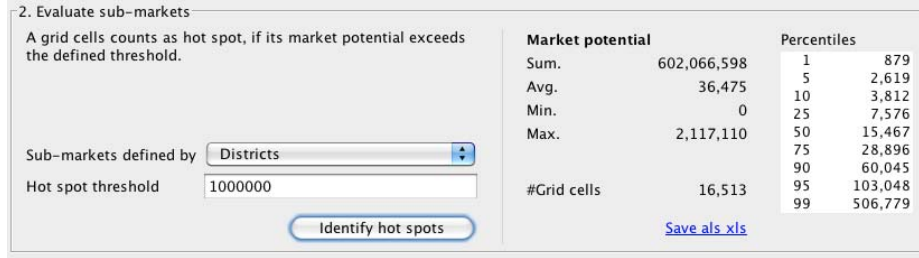 2. Evaluate sub-markets
A grid cells counts as hot spot, if its market potential exceeds
the defined threshold.
Sub-markets defined by Districts
Hot spot threshold 1000000
Identify hot spots
Market potential
Sum. 602,066,598
Avg. 36,475
Min. 0
Max. 2,117,110
#Grid cells 16,513
Save als xls
Percentiles
1 879
5 2,619
10 3,812
25 7,576
50 15,467
75 28,896
90 60,045
95 103,048
99 506,779